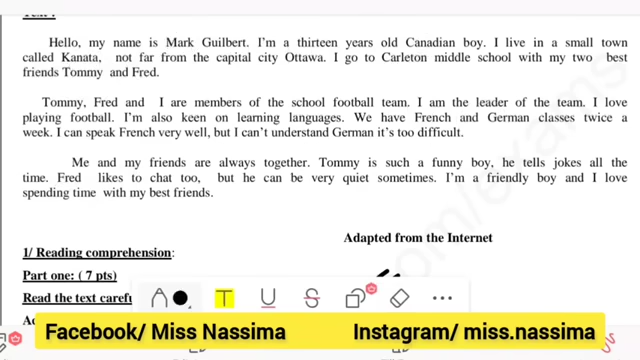 Text :
Hello, my name is Mark Guilbert. I'm a thirteen years old Canadian boy. I live in a small town
called Kanata, not far from the capital city Ottawa. I go to Carleton middle school with my two best
friends Tommy and Fred.
Tommy, Fred and I are members of the school football team. I am the leader of the team. I love
playing football. I'm also keen on learning languages. We have French and German classes twice a
week. I can speak French very well, but I can't understand German it's too difficult.
Me and my friends are always together. Tommy is such a funny boy, he tells jokes all the
time. Fred likes to chat too, but he can be very quiet sometimes. I'm a friendly boy and I love
spending time with my best friends.
Adapted from the Internet
1/ Reading comprehension:
Part one: ( 7 pts)
Read the text carefu
Facebook/ Miss Nassima Instagram/ miss.nassima